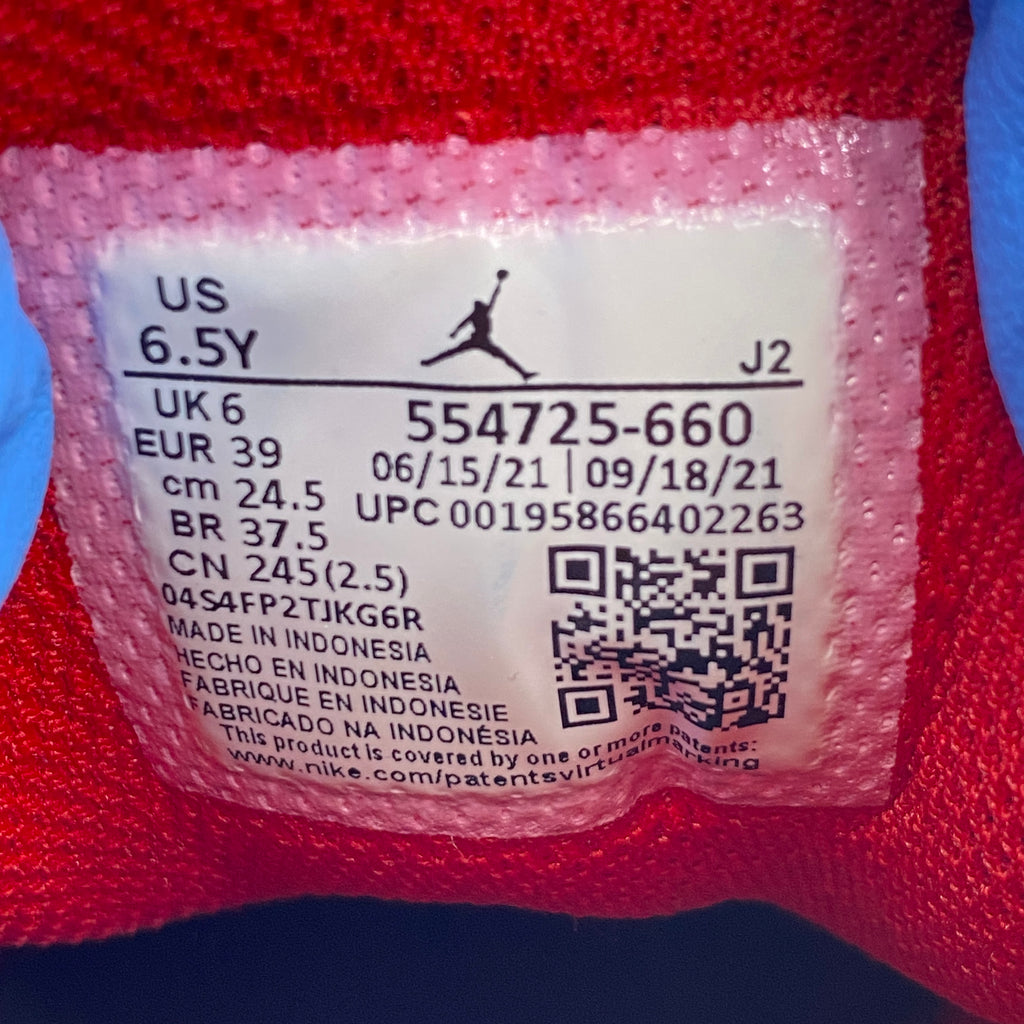 US
6.5Y
J2
UK 6
EUR 39
cm 24.5
BR 37.5
CN 245(2.5)
554725-660
06/15/21 | 09/18/21
UPC 00195866402263
04S4FP2TJKG6R
MADE IN INDONESIA
HECHO EN INDONESIA
FABRIQUE EN INDONESIE
FABRICADO NA INDONÉSIA
This product is covered by one or more patents:
www.nike.com/patentsvirtualmarking